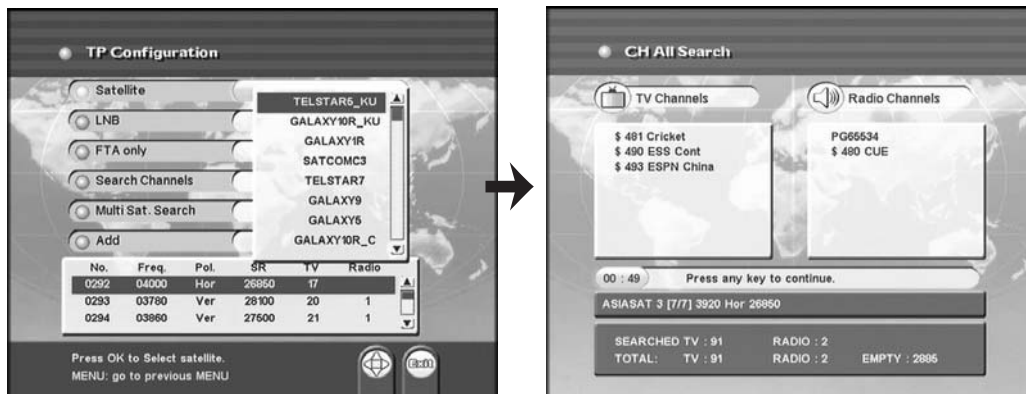 TP Configuration
Satellite
LNB
FTA only
Search Channels
Multi Sat. Search
Add
TELSTAR5_KU
GALAXY10R_KU
GALAXY1R
SATCOMC3
TELSTAR7
GALAXY9
GALAXY5
GALAXY10R_C
No. Freq. Pol. SR TV Radio
0292 04000 Hor 26850 17
0293 03780 Ver 28100 20 1
0294 03860 Ver 27500 21 1
Press OK to Select satellite.
MENU: go to previous MENU
CH All Search
TV Channels
$ 481 Cricket
$ 490 ESS Cont
$ 493 ESPN China
Radio Channels
PG65534
$ 480 CUE
00 : 49 Press any key to continue.
ASIASAT 3 [7/7] 3920 Hor 26850
SEARCHED TV : 91 RADIO : 2
TOTAL: TV : 91 RADIO : 2 EMPTY : 2885